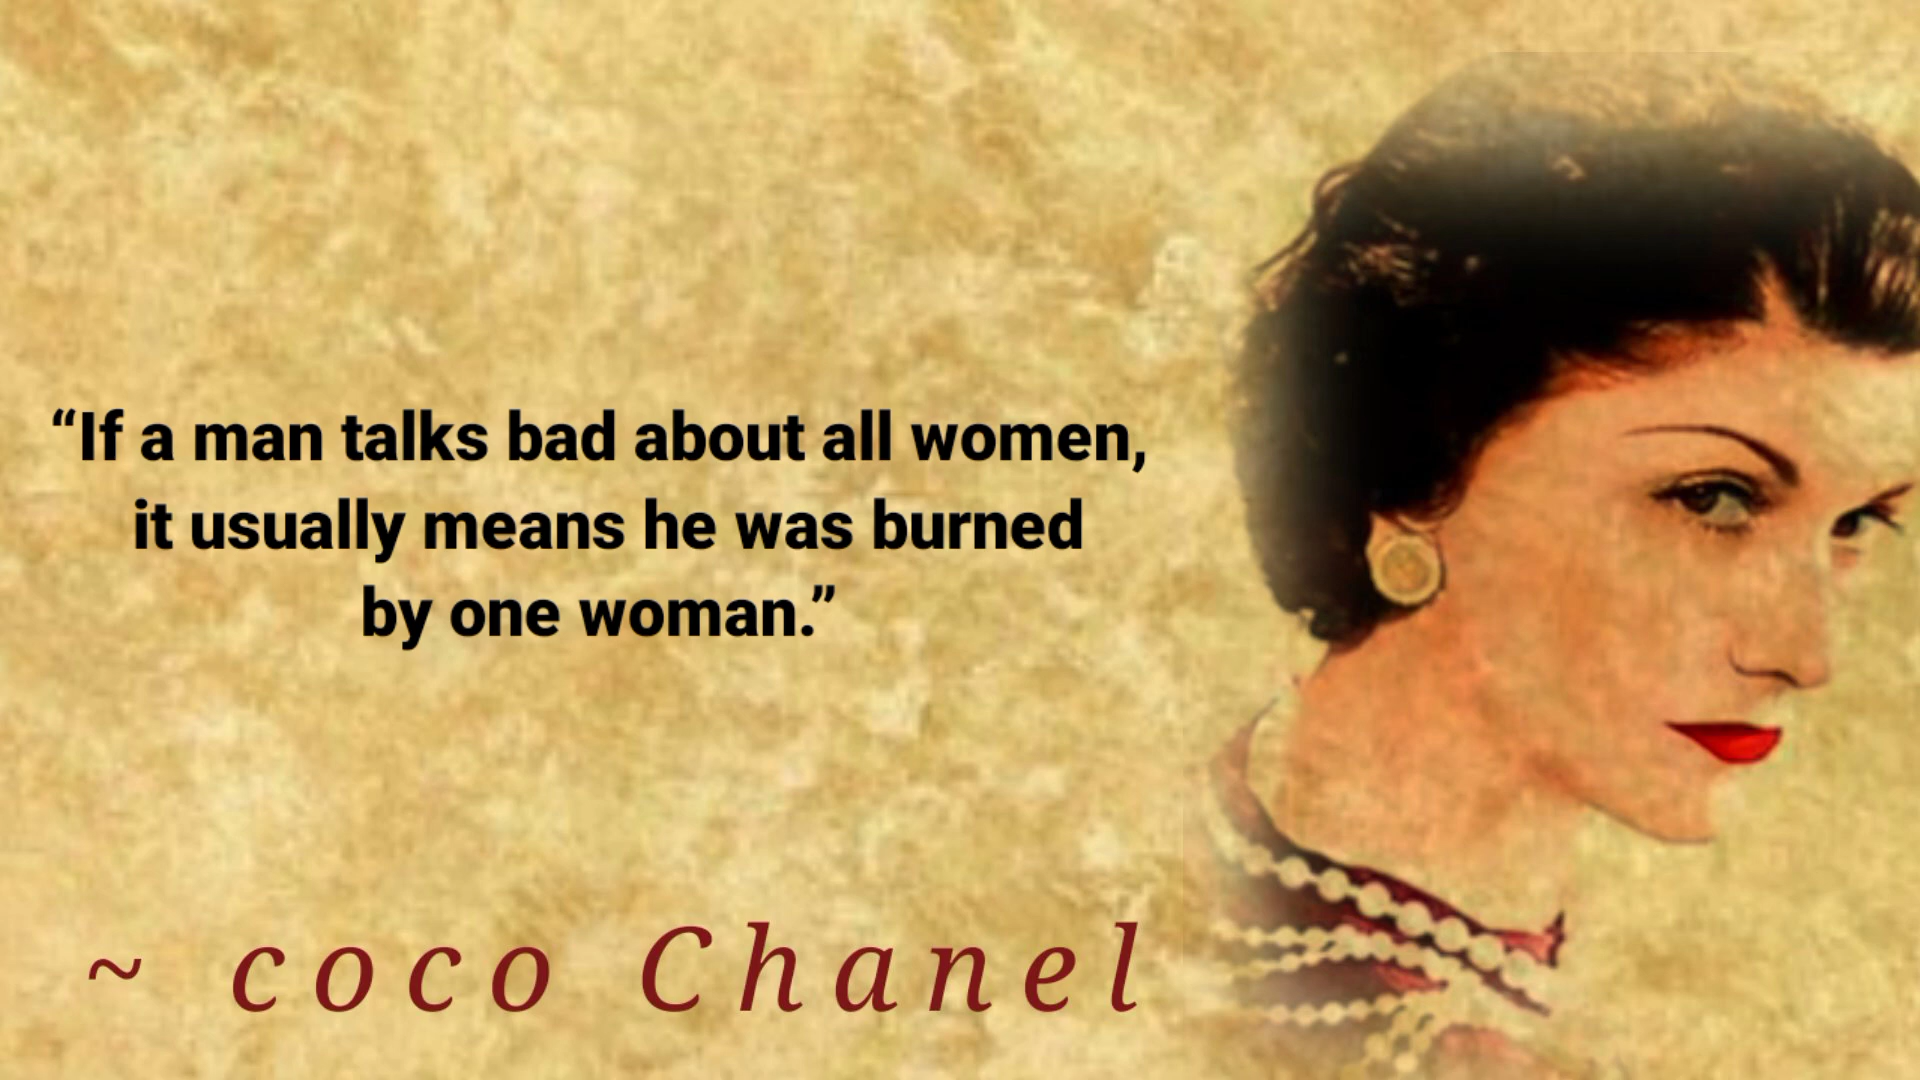 “If a man talks bad about all women,
it usually means he was burned
by one woman.”
~ coco Chanel